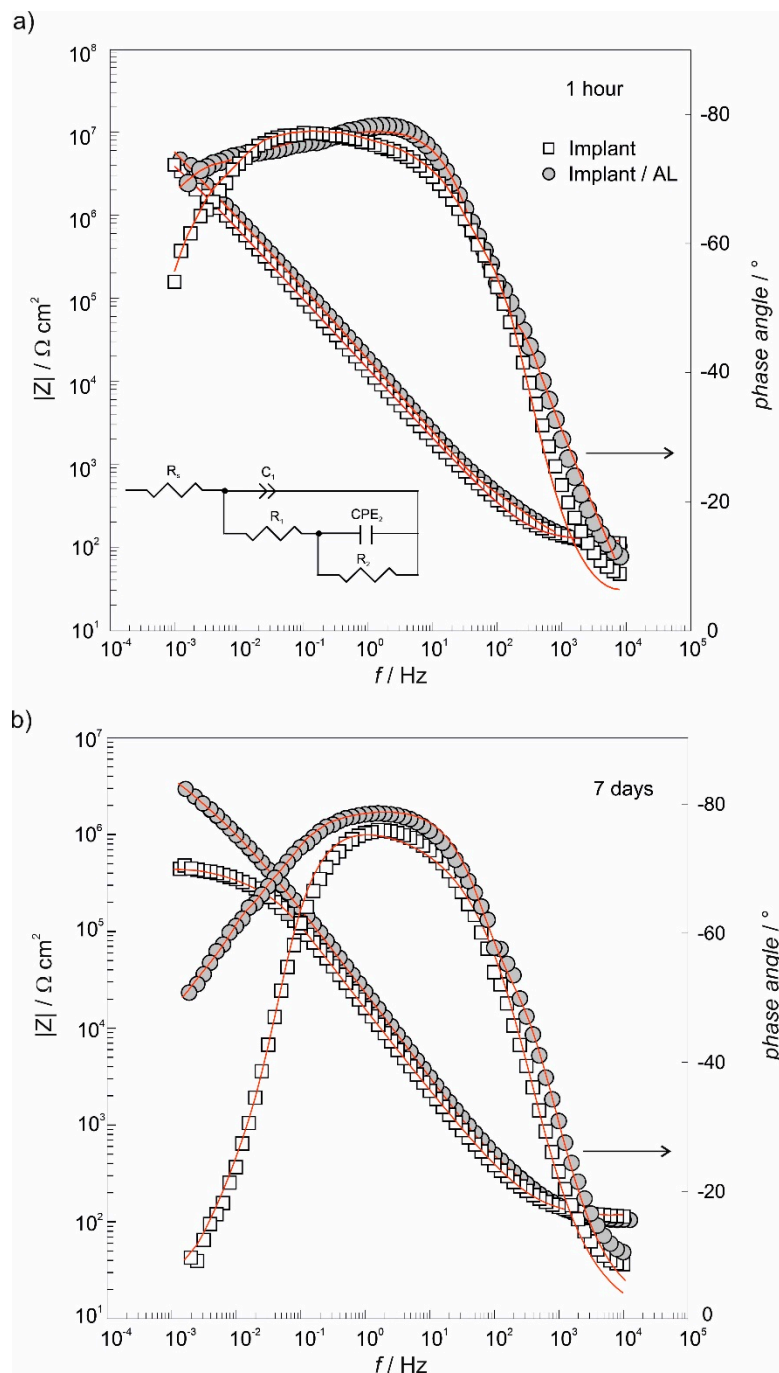 a)
10⁸
10⁷
10⁶
10⁵
10⁴
10³
10²
10¹
|Z| / Ω cm²
1 hour
Implant
Implant / AL
-80
-60
-40
-20
0
phase angle / °
Rₛ
C₁
R₁
CPE₂
R₂
10⁻⁴ 10⁻³ 10⁻² 10⁻¹ 10⁰ 10¹ 10² 10³ 10⁴ 10⁵
f / Hz
b)
10⁷
10⁶
10⁵
10⁴
10³
10²
10¹
|Z| / Ω cm²
7 days
-80
-60
-40
-20
0
phase angle / °
10⁻⁴ 10⁻³ 10⁻² 10⁻¹ 10⁰ 10¹ 10² 10³ 10⁴ 10⁵
f / Hz